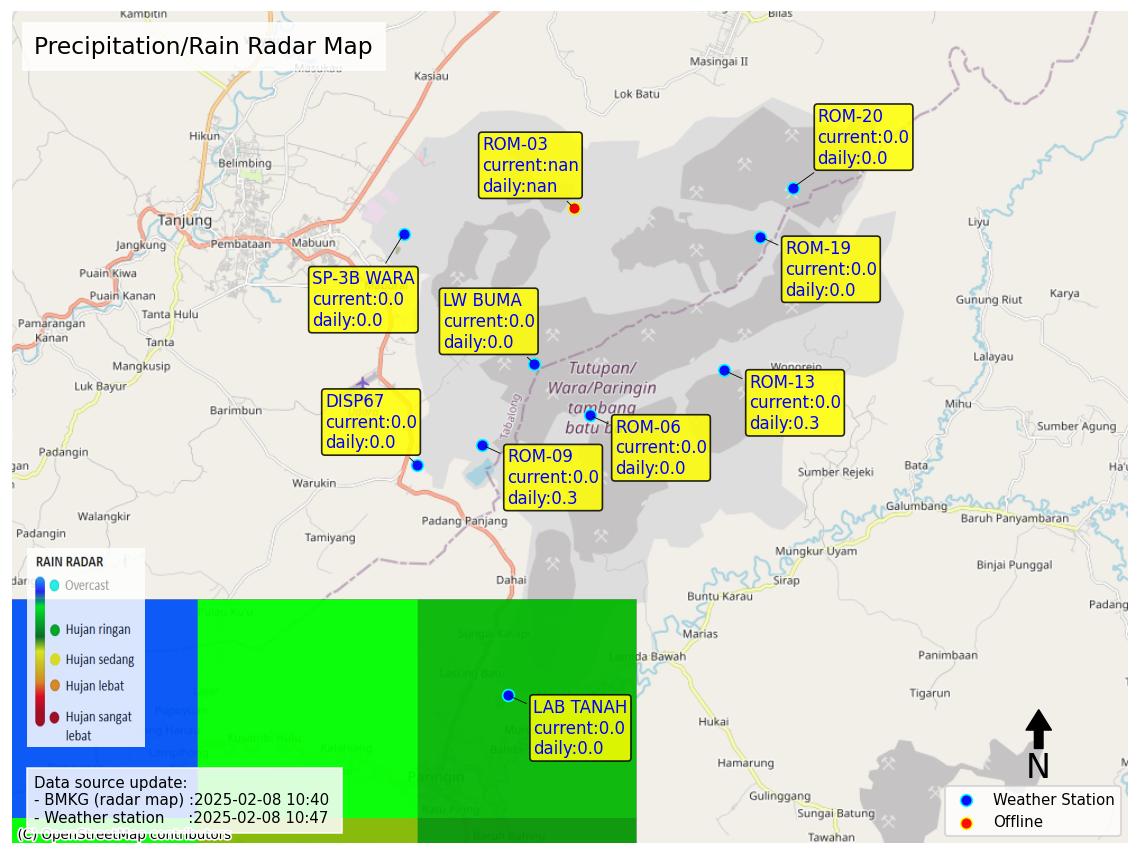 Kambitin
Bilas
Precipitation/Rain Radar Map
Masukau
Kasiau
Masingai II
Lok Batu
ROM-20
current:0.0
daily:0.0
Hikun
ROM-03
current:nan
daily:nan
Belimbing
Tanjung
Liyu
Jangkung
Pembataan
Mabuun
ROM-19
current:0.0
daily:0.0
Puain Kiwa
SP-3B WARA
current:0.0
daily:0.0
Puain Kanan
LW BUMA
current:0.0
daily:0.0
Gunung Riut
Karya
Tanta Hulu
Pamarangan
Kanan
Tanta
Lalayau
Mangkusip
Tutupan/
Wara/Paringin
tambang
batu b
Wonorejo
ROM-13
current:0.0
daily:0.3
Luk Bayur
DISP67
current:0.0
daily:0.0
Barimbun
Tabalong
Mihu
ROM-06
current:0.0
daily:0.0
Sumber Agung
Padangin
ROM-09
current:0.0
daily:0.3
gan
Bata
Sumber Rejeki
Warukin
Galumbang
Walangkir
Padang Panjang
Baruh Panyambaran
Padangin
Tamiyang
Mungkur Uyam
Binjai Punggal
RAIN RADAR
Overcast
Hujan ringan
Hujan sedang
Hujan lebat
Hujan sangat
lebat
Dahai
Sirap
Buntu Karau
Padang
Marias
Panimbaan
Tigarun
LAB TANAH
current:0.0
daily:0.0
Hukai
N
Hamarung
Paringin
Data source update:
- BMKG (radar map) :2025-02-08 10:40
- Weather station :2025-02-08 10:47
Gulinggang
Weather Station
Offline
Sungai Batung
Tawahan
(C) OpenStreetMap contributors